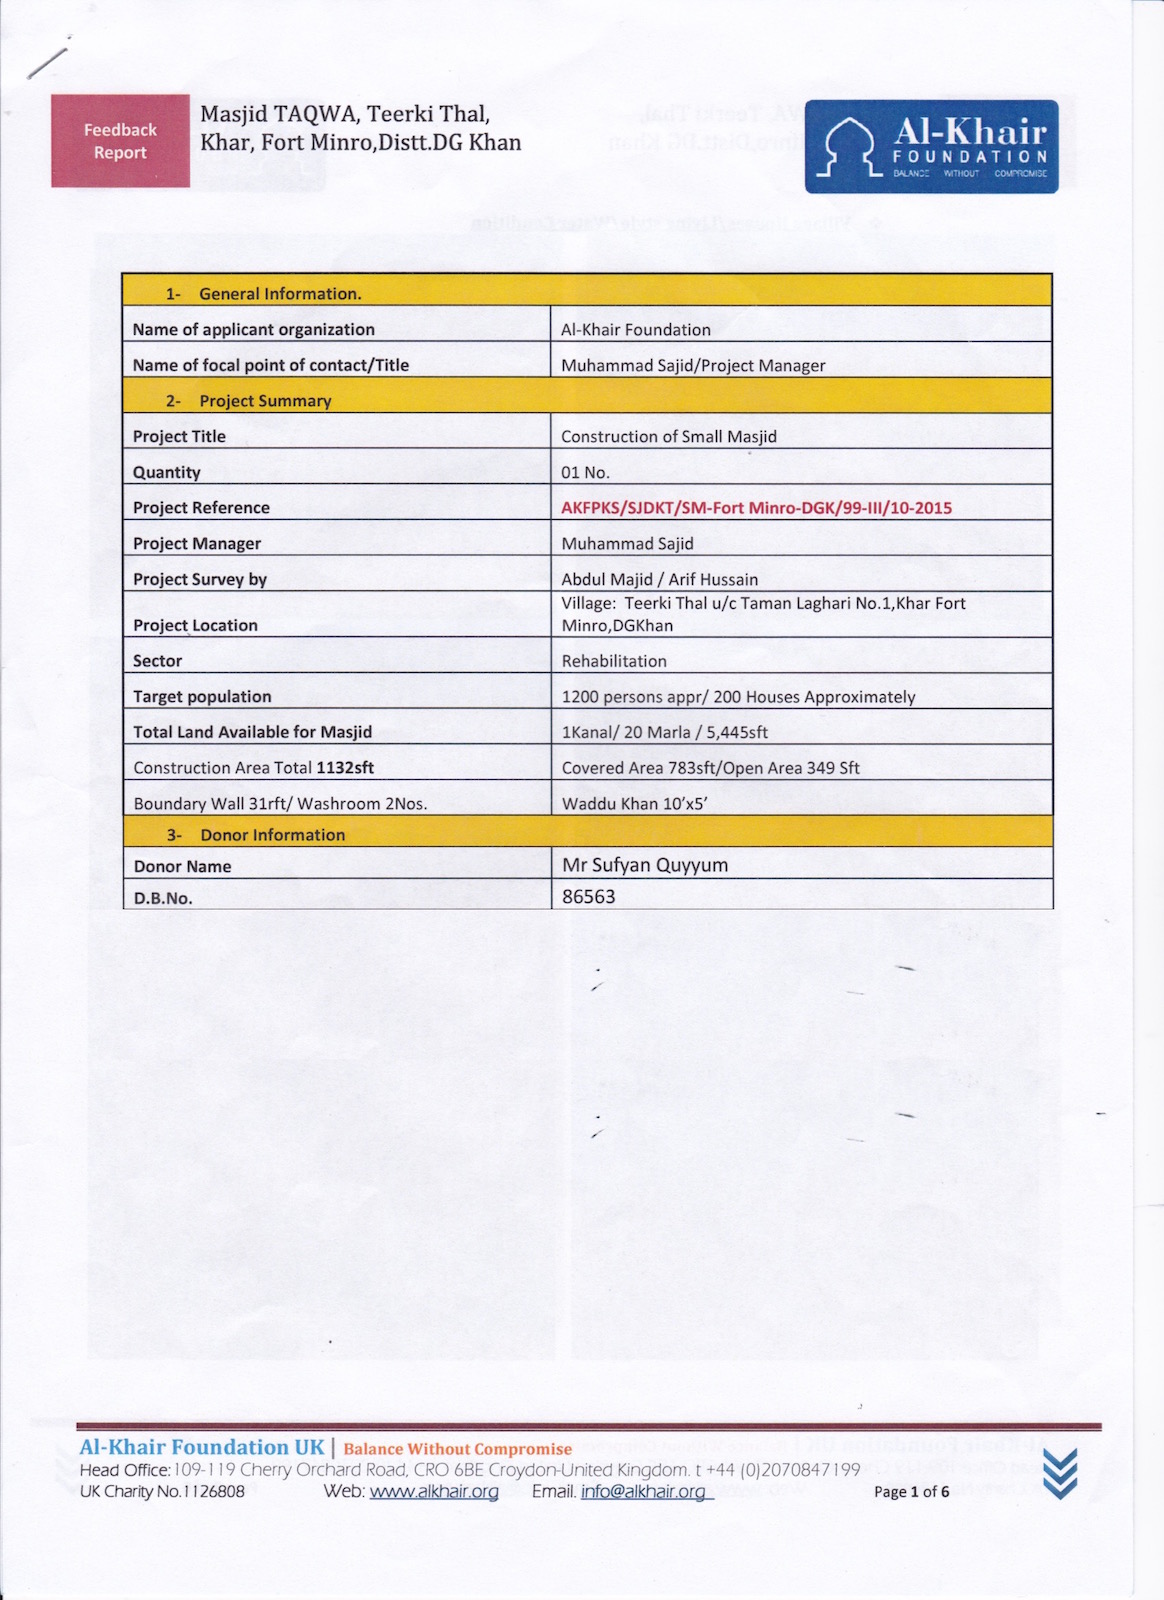 Feedback
Report
Masjid TAQWA, Teerki Thal,
Khar, Fort Minro,Distt.DG Khan
Al-Khair
FOUNDATION
BALANCE WITHOUT COMPROMISE
1- General Information.
Name of applicant organization Al-Khair Foundation
Name of focal point of contact/Title Muhammad Sajid/Project Manager
2- Project Summary
Project Title Construction of Small Masjid
Quantity 01 No.
Project Reference AKFPKS/SJDKT/SM-Fort Minro-DGK/99-III/10-2015
Project Manager Muhammad Sajid
Project Survey by Abdul Majid / Arif Hussain
Project Location Village: Teerki Thal u/c Taman Laghari No.1,Khar Fort
Minro,DGKhan
Sector Rehabilitation
Target population 1200 persons appr/ 200 Houses Approximately
Total Land Available for Masjid 1Kanal/ 20 Marla / 5,445sft
Construction Area Total 1132sft Covered Area 783sft/Open Area 349 Sft
Boundary Wall 31rft/ Washroom 2Nos. Waddu Khan 10'x5'
3- Donor Information
Donor Name Mr Sufyan Quyyum
D.B.No. 86563
Al-Khair Foundation UK | Balance Without Compromise
Head Office: 109-119 Cherry Orchard Road, CRO 6BE Croydon-United Kingdom. t +44 (0)2070847199
UK Charity No.1126808 Web: www.alkhair.org Email. info@alkhair.org Page 1 of 6